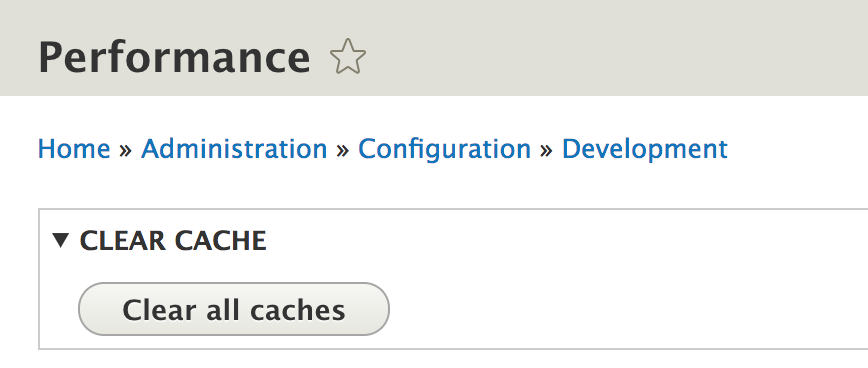 Performance
Home » Administration » Configuration » Development
CLEAR CACHE
Clear all caches